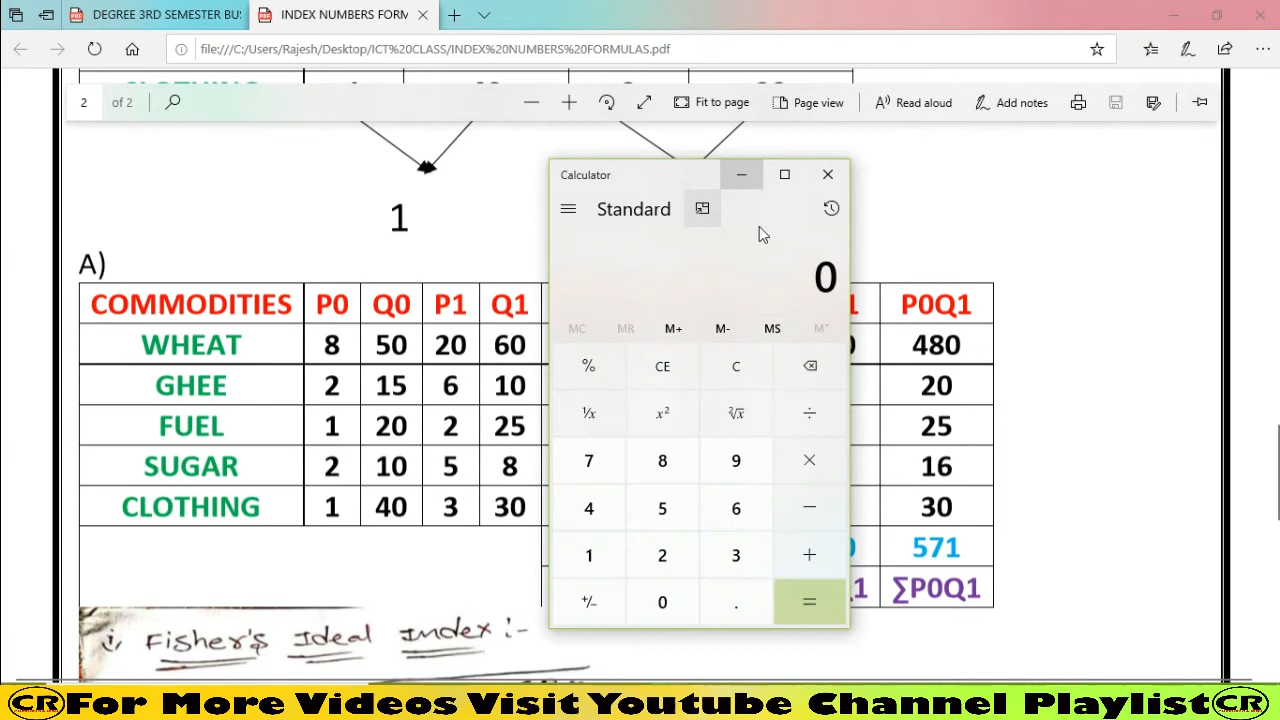 DEGREE 3RD SEMESTER BU:
INDEX NUMBERS FORM
file:///C:/Users/Rajesh/Desktop/ICT%20CLASS/INDEX%20NUMBERS%20FORMULAS.pdf
2 of 2
Fit to page
Page view
Read aloud
Add notes
1
A)
COMMODITIES P0 Q0 P1 Q1 P0Q1
WHEAT 8 50 20 60 480
GHEE 2 15 6 10 20
FUEL 1 20 2 25 25
SUGAR 2 10 5 8 16
CLOTHING 1 40 3 30 30
571
∑P0Q1
Calculator
Standard
0
MC MR M+ M- MS M˅
% CE C
¹/x x² ²√x ÷
7 8 9 ×
4 5 6 −
1 2 3 +
+/− 0 . =
i, Fisher's Ideal Index :-
CR For More Videos Visit Youtube Channel Playlist CR